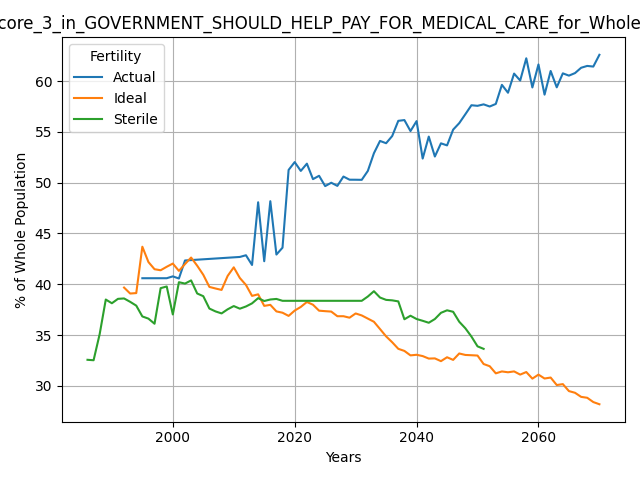 core_3_in_GOVERNMENT_SHOULD_HELP_PAY_FOR_MEDICAL_CARE_for_Whole
Fertility
Actual
Ideal
Sterile
% of Whole Population
60
55
50
45
40
35
30
2000
2020
2040
2060
Years